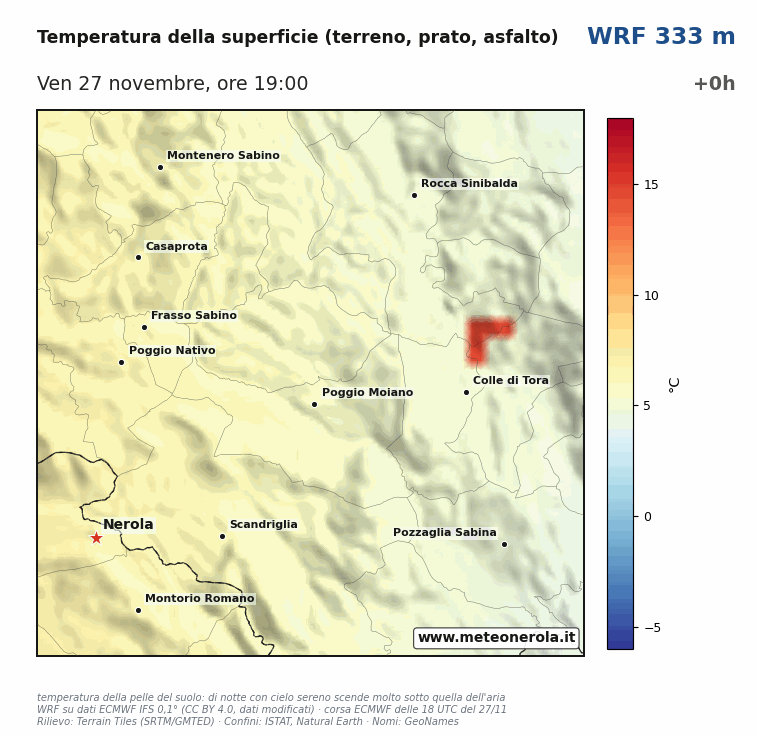 Temperatura della superficie (terreno, prato, asfalto)
WRF 333 m
Ven 27 novembre, ore 19:00
+0h
Montenero Sabino
Rocca Sinibalda
Casaprota
Frasso Sabino
Poggio Nativo
Colle di Tora
Poggio Moiano
Nerola
Scandriglia
Pozzaglia Sabina
Montorio Romano
www.meteonerola.it
15
10
5
0
−5
°C
temperatura della pelle del suolo: di notte con cielo sereno scende molto sotto quella dell'aria
WRF su dati ECMWF IFS 0,1° (CC BY 4.0, dati modificati) · corsa ECMWF delle 18 UTC del 27/11
Rilievo: Terrain Tiles (SRTM/GMTED) · Confini: ISTAT, Natural Earth · Nomi: GeoNames